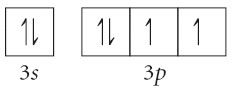 ⥮ ⥮ ↿ ↿
3s 3p